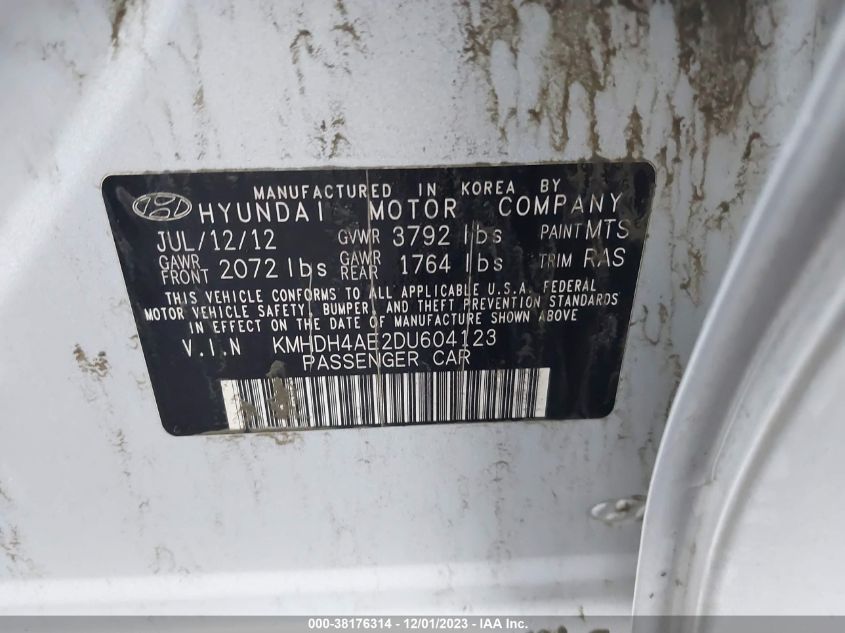 MANUFACTURED IN KOREA BY
HYUNDAI MOTOR COMPANY
JUL/12/12 GVWR 3792 lbs PAINT MTS
GAWR FRONT 2072 lbs GAWR REAR 1764 lbs TRIM RAS
THIS VEHICLE CONFORMS TO ALL APPLICABLE U.S.A. FEDERAL
MOTOR VEHICLE SAFETY, BUMPER, AND THEFT PREVENTION STANDARDS
IN EFFECT ON THE DATE OF MANUFACTURE SHOWN ABOVE
V.I.N KMHDH4AE2DU604123
PASSENGER CAR
000-38176314 - 12/01/2023 - IAA Inc.